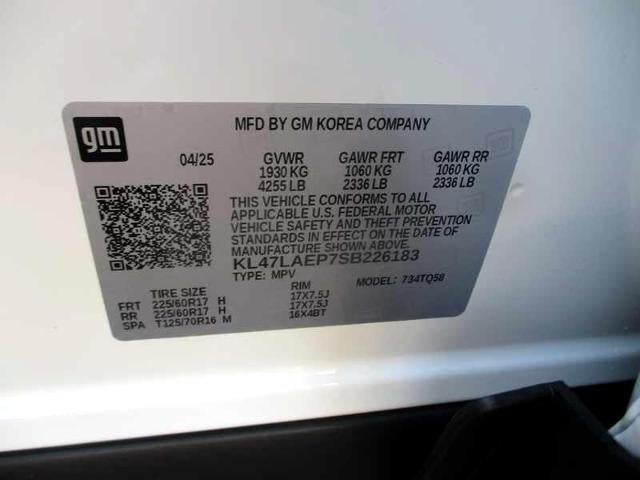 gm
MFD BY GM KOREA COMPANY
04/25 GVWR GAWR FRT GAWR RR
1930 KG 1060 KG 1060 KG
4255 LB 2336 LB 2336 LB
THIS VEHICLE CONFORMS TO ALL
APPLICABLE U.S. FEDERAL MOTOR
VEHICLE SAFETY AND THEFT PREVENTION
STANDARDS IN EFFECT ON THE DATE OF
MANUFACTURE SHOWN ABOVE.
KL47LAEP7SB226183
TYPE: MPV MODEL: 734TQ58
TIRE SIZE RIM
FRT 225/60R17 H 17X7.5J
RR 225/60R17 H 17X7.5J
SPA T125/70R16 M 16X4BT